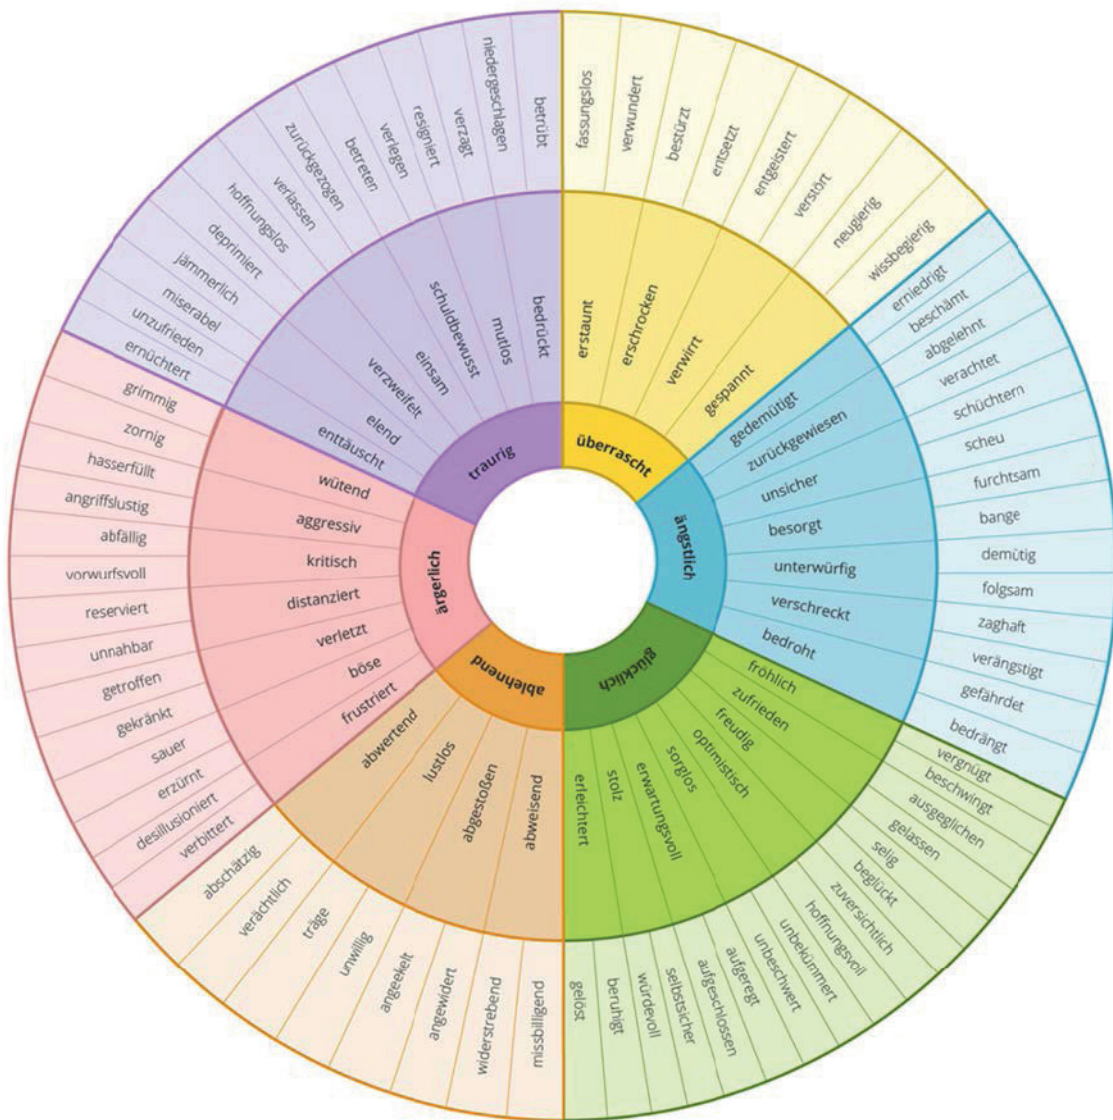 überrascht
erstaunt
fassungslos
verwundert
erschrocken
bestürzt
entsetzt
verwirrt
entgeistert
verstört
gespannt
neugierig
wissbegierig
ängstlich
gedemütigt
erniedrigt
beschämt
zurückgewiesen
abgelehnt
verachtet
unsicher
schüchtern
scheu
besorgt
furchtsam
bange
unterwürfig
demütig
folgsam
verschreckt
zaghaft
verängstigt
bedroht
gefährdet
bedrängt
glücklich
fröhlich
vergnügt
beschwingt
zufrieden
ausgeglichen
gelassen
freudig
selig
beglückt
optimistisch
zuversichtlich
hoffnungsvoll
sorglos
unbekümmert
unbeschwert
erwartungsvoll
aufgeregt
aufgeschlossen
stolz
selbstsicher
würdevoll
erleichtert
beruhigt
gelöst
ablehnend
abweisend
missbilligend
widerstrebend
abgestoßen
angewidert
angeekelt
lustlos
unwillig
träge
abwertend
verächtlich
abschätzig
ärgerlich
frustriert
verbittert
desillusioniert
böse
erzürnt
sauer
verletzt
gekränkt
getroffen
distanziert
unnahbar
reserviert
kritisch
vorwurfsvoll
abfällig
aggressiv
angriffslustig
hasserfüllt
wütend
zornig
grimmig
traurig
enttäuscht
ernüchtert
unzufrieden
elend
miserabel
jämmerlich
verzweifelt
deprimiert
hoffnungslos
einsam
verlassen
zurückgezogen
schuldbewusst
betreten
verlegen
mutlos
resigniert
verzagt
bedrückt
niedergeschlagen
betrübt